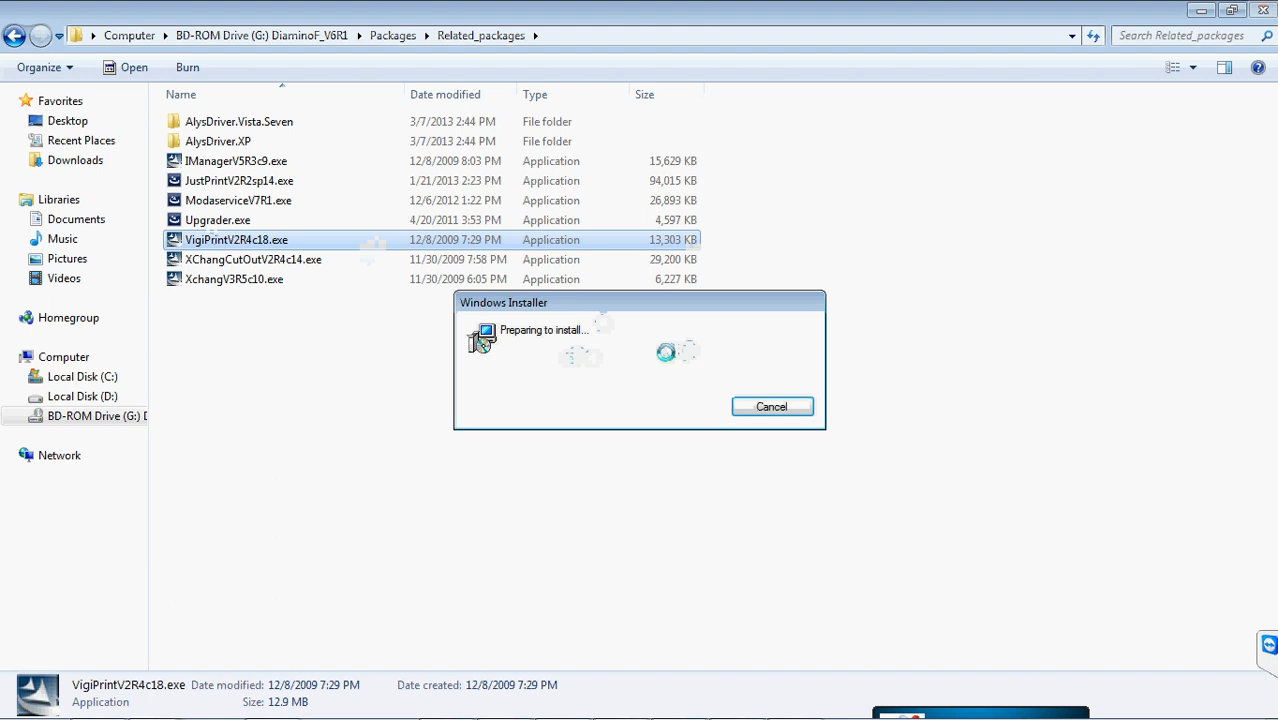 Computer BD-ROM Drive (G:) DiaminoF_V6R1 Packages Related_packages Search Related_packages
Organize Open Burn
Name Date modified Type Size
Favorites
Desktop
Recent Places
Downloads
Libraries
Documents
Music
Pictures
Videos
Homegroup
Computer
Local Disk (C:)
Local Disk (D:)
BD-ROM Drive (G:) D
Network
AlysDriver.Vista.Seven 3/7/2013 2:44 PM File folder
AlysDriver.XP 3/7/2013 2:44 PM File folder
IManagerV5R3c9.exe 12/8/2009 8:03 PM Application 15,629 KB
JustPrintV2R2sp14.exe 1/21/2013 2:23 PM Application 94,015 KB
ModaserviceV7R1.exe 12/6/2012 1:22 PM Application 26,893 KB
Upgrader.exe 4/20/2011 3:53 PM Application 4,597 KB
VigiPrintV2R4c18.exe 12/8/2009 7:29 PM Application 13,303 KB
XChangCutOutV2R4c14.exe 11/30/2009 7:58 PM Application 29,200 KB
XchangV3R5c10.exe 11/30/2009 6:05 PM Application 6,227 KB
Windows Installer
Preparing to install...
Cancel
VigiPrintV2R4c18.exe Date modified: 12/8/2009 7:29 PM Date created: 12/8/2009 7:29 PM
Application Size: 12.9 MB